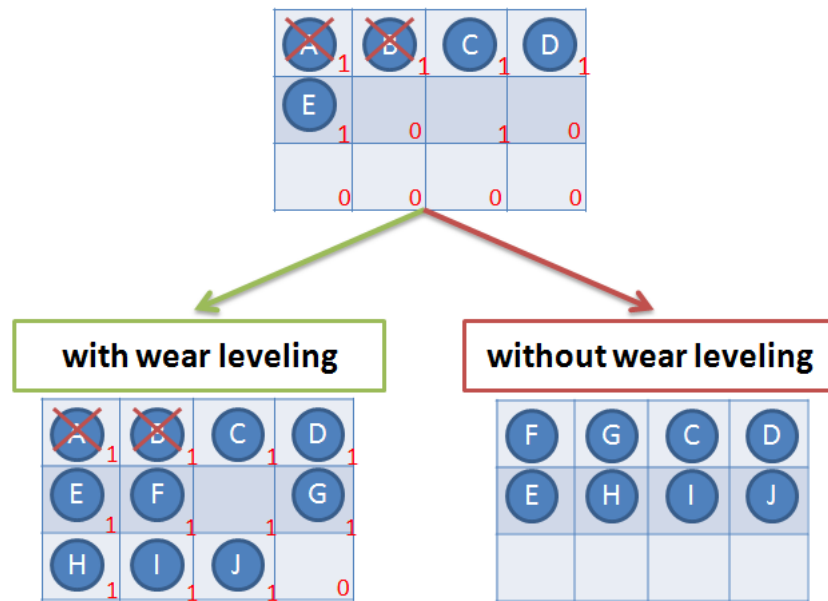 A 1 B 1 C 1 D 1
E 1 0 1 0
0 0 0 0
with wear leveling
without wear leveling
A 1 B 1 C 1 D 1
E 1 F 1 1 G 1
H 1 I 1 J 1 0
F G C D
E H I J